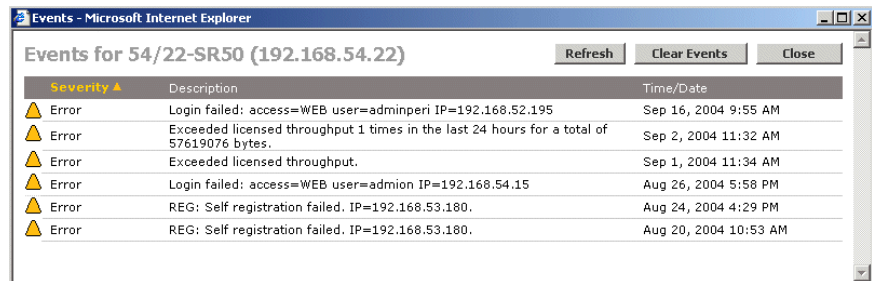 Events - Microsoft Internet Explorer
Events for 54/22-SR50 (192.168.54.22)
Refresh
Clear Events
Close
Severity Description Time/Date
Error Login failed: access=WEB user=adminperi IP=192.168.52.195 Sep 16, 2004 9:55 AM
Error Exceeded licensed throughput 1 times in the last 24 hours for a total of
57619076 bytes. Sep 2, 2004 11:32 AM
Error Exceeded licensed throughput. Sep 1, 2004 11:34 AM
Error Login failed: access=WEB user=admion IP=192.168.54.15 Aug 26, 2004 5:58 PM
Error REG: Self registration failed. IP=192.168.53.180. Aug 24, 2004 4:29 PM
Error REG: Self registration failed. IP=192.168.53.180. Aug 20, 2004 10:53 AM